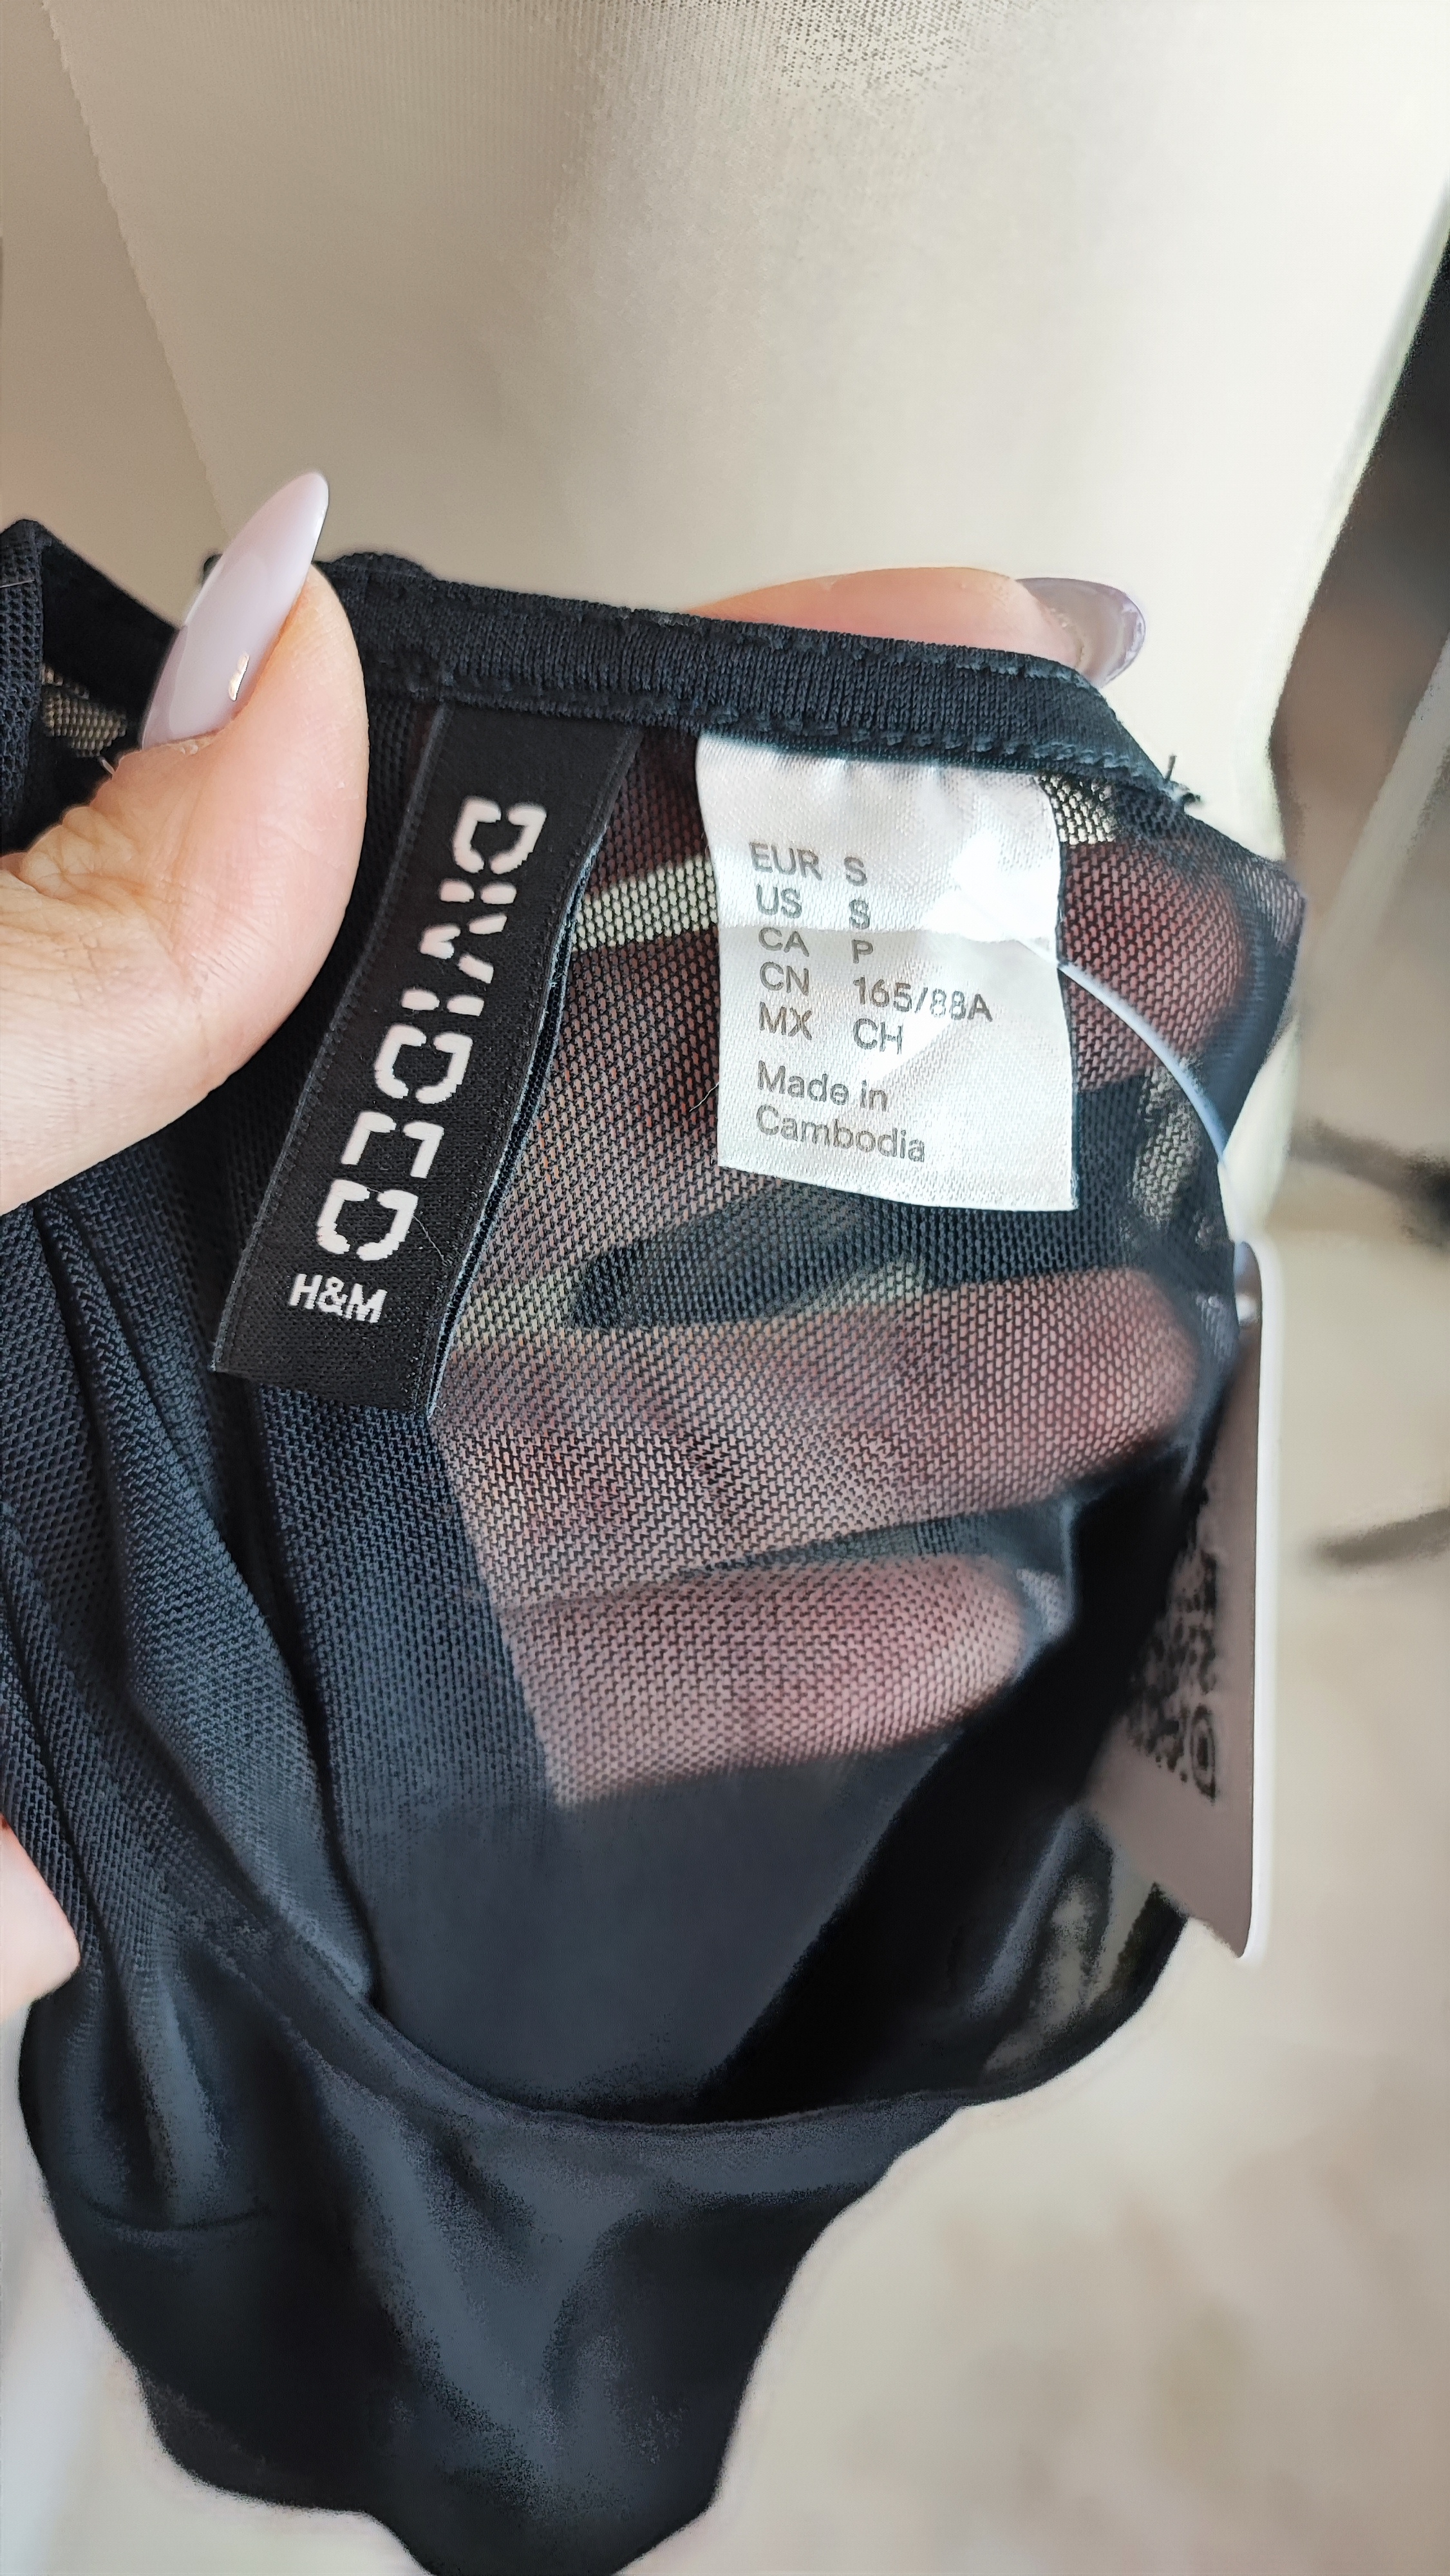 DIVIDED
H&M
EUR S
US S
CA P
CN 165/88A
MX CH
Made in
Cambodia